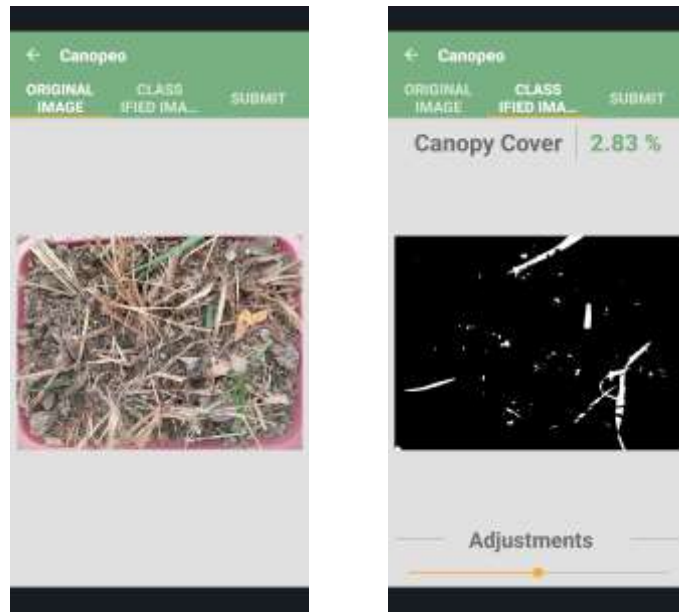 ← Canopeo
ORIGINAL
IMAGE
CLASS
IFIED IMA...
SUBMIT
← Canopeo
ORIGINAL
IMAGE
CLASS
IFIED IMA...
SUBMIT
Canopy Cover 2.83 %
Adjustments